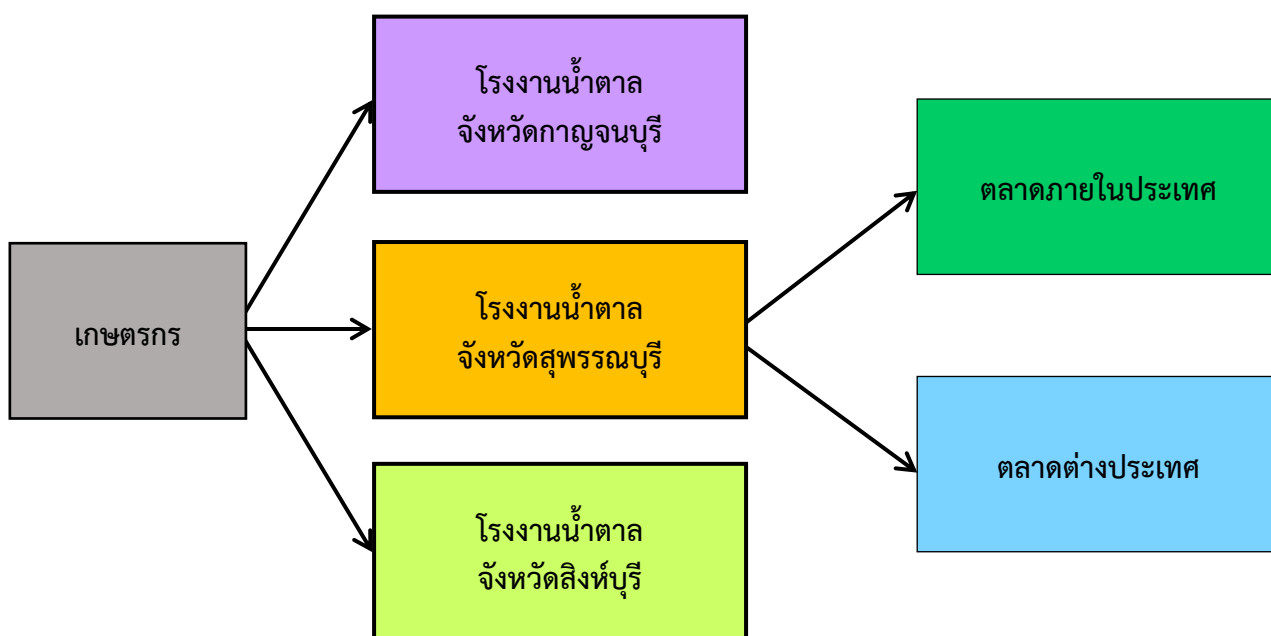 โรงงานน้ำตาล
จังหวัดกาญจนบุรี
ตลาดภายในประเทศ
เกษตรกร
โรงงานน้ำตาล
จังหวัดสุพรรณบุรี
ตลาดต่างประเทศ
โรงงานน้ำตาล
จังหวัดสิงห์บุรี